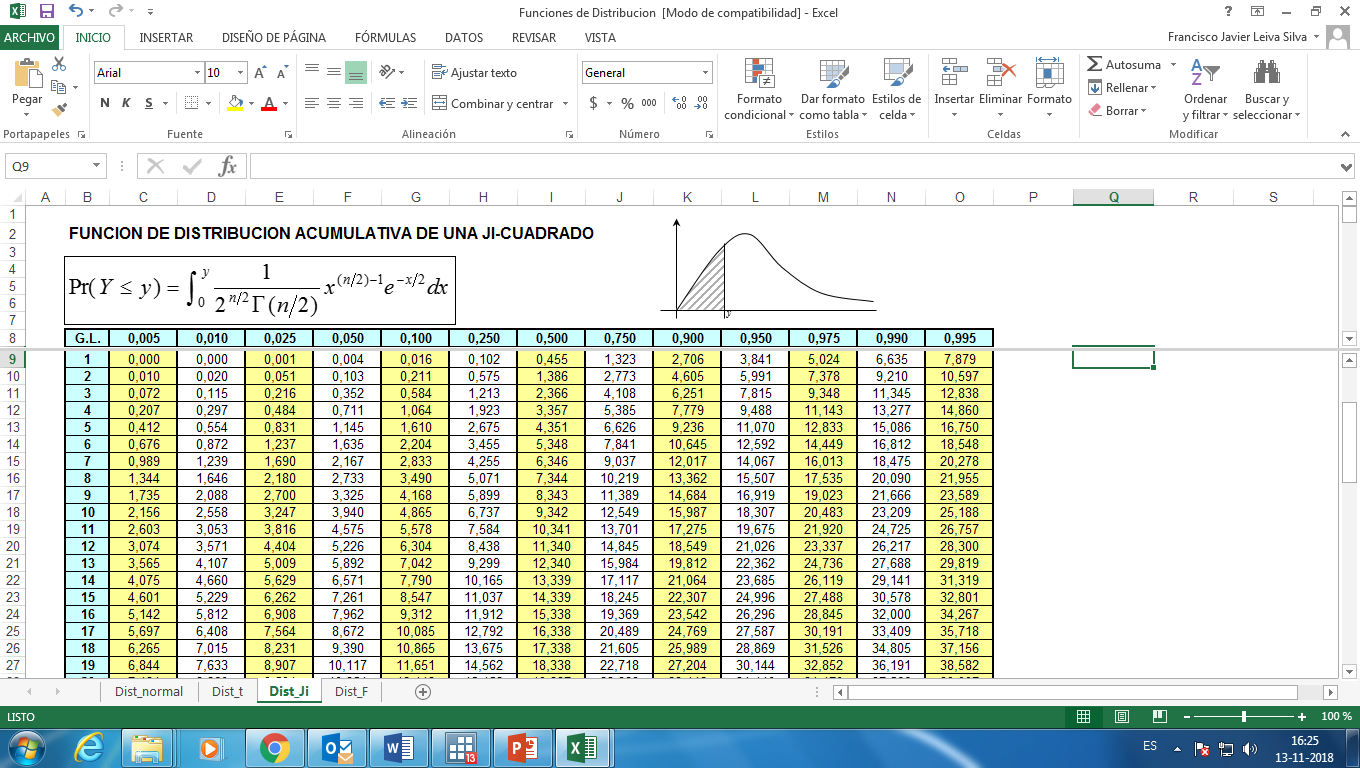 Funciones de Distribucion [Modo de compatibilidad] - Excel
ARCHIVO INICIO INSERTAR DISEÑO DE PÁGINA FÓRMULAS DATOS REVISAR VISTA Francisco Javier Leiva Silva
Pegar Arial 10 Ajustar texto General Formato condicional Dar formato como tabla Estilos de celda Insertar Eliminar Formato Autosuma Rellenar Borrar Ordenar y filtrar Buscar y seleccionar
N K S Combinar y centrar $ % 000
Portapapeles Fuente Alineación Número Estilos Celdas Modificar
Q9 fx
A B C D E F G H I J K L M N O P Q R S
1
2 FUNCION DE DISTRIBUCION ACUMULATIVA DE UNA JI-CUADRADO
3
4
5 Pr(Y ≤ y) = ∫₀^y 1 / (2^(n/2) Γ(n/2)) x^((n/2)−1) e^(−x/2) dx
6
7 y
8 G.L. 0,005 0,010 0,025 0,050 0,100 0,250 0,500 0,750 0,900 0,950 0,975 0,990 0,995
9 1 0,000 0,000 0,001 0,004 0,016 0,102 0,455 1,323 2,706 3,841 5,024 6,635 7,879
10 2 0,010 0,020 0,051 0,103 0,211 0,575 1,386 2,773 4,605 5,991 7,378 9,210 10,597
11 3 0,072 0,115 0,216 0,352 0,584 1,213 2,366 4,108 6,251 7,815 9,348 11,345 12,838
12 4 0,207 0,297 0,484 0,711 1,064 1,923 3,357 5,385 7,779 9,488 11,143 13,277 14,860
13 5 0,412 0,554 0,831 1,145 1,610 2,675 4,351 6,626 9,236 11,070 12,833 15,086 16,750
14 6 0,676 0,872 1,237 1,635 2,204 3,455 5,348 7,841 10,645 12,592 14,449 16,812 18,548
15 7 0,989 1,239 1,690 2,167 2,833 4,255 6,346 9,037 12,017 14,067 16,013 18,475 20,278
16 8 1,344 1,646 2,180 2,733 3,490 5,071 7,344 10,219 13,362 15,507 17,535 20,090 21,955
17 9 1,735 2,088 2,700 3,325 4,168 5,899 8,343 11,389 14,684 16,919 19,023 21,666 23,589
18 10 2,156 2,558 3,247 3,940 4,865 6,737 9,342 12,549 15,987 18,307 20,483 23,209 25,188
19 11 2,603 3,053 3,816 4,575 5,578 7,584 10,341 13,701 17,275 19,675 21,920 24,725 26,757
20 12 3,074 3,571 4,404 5,226 6,304 8,438 11,340 14,845 18,549 21,026 23,337 26,217 28,300
21 13 3,565 4,107 5,009 5,892 7,042 9,299 12,340 15,984 19,812 22,362 24,736 27,688 29,819
22 14 4,075 4,660 5,629 6,571 7,790 10,165 13,339 17,117 21,064 23,685 26,119 29,141 31,319
23 15 4,601 5,229 6,262 7,261 8,547 11,037 14,339 18,245 22,307 24,996 27,488 30,578 32,801
24 16 5,142 5,812 6,908 7,962 9,312 11,912 15,338 19,369 23,542 26,296 28,845 32,000 34,267
25 17 5,697 6,408 7,564 8,672 10,085 12,792 16,338 20,489 24,769 27,587 30,191 33,409 35,718
26 18 6,265 7,015 8,231 9,390 10,865 13,675 17,338 21,605 25,989 28,869 31,526 34,805 37,156
27 19 6,844 7,633 8,907 10,117 11,651 14,562 18,338 22,718 27,204 30,144 32,852 36,191 38,582
Dist_normal Dist_t Dist_Ji Dist_F
LISTO 100 %
ES 16:25
13-11-2018